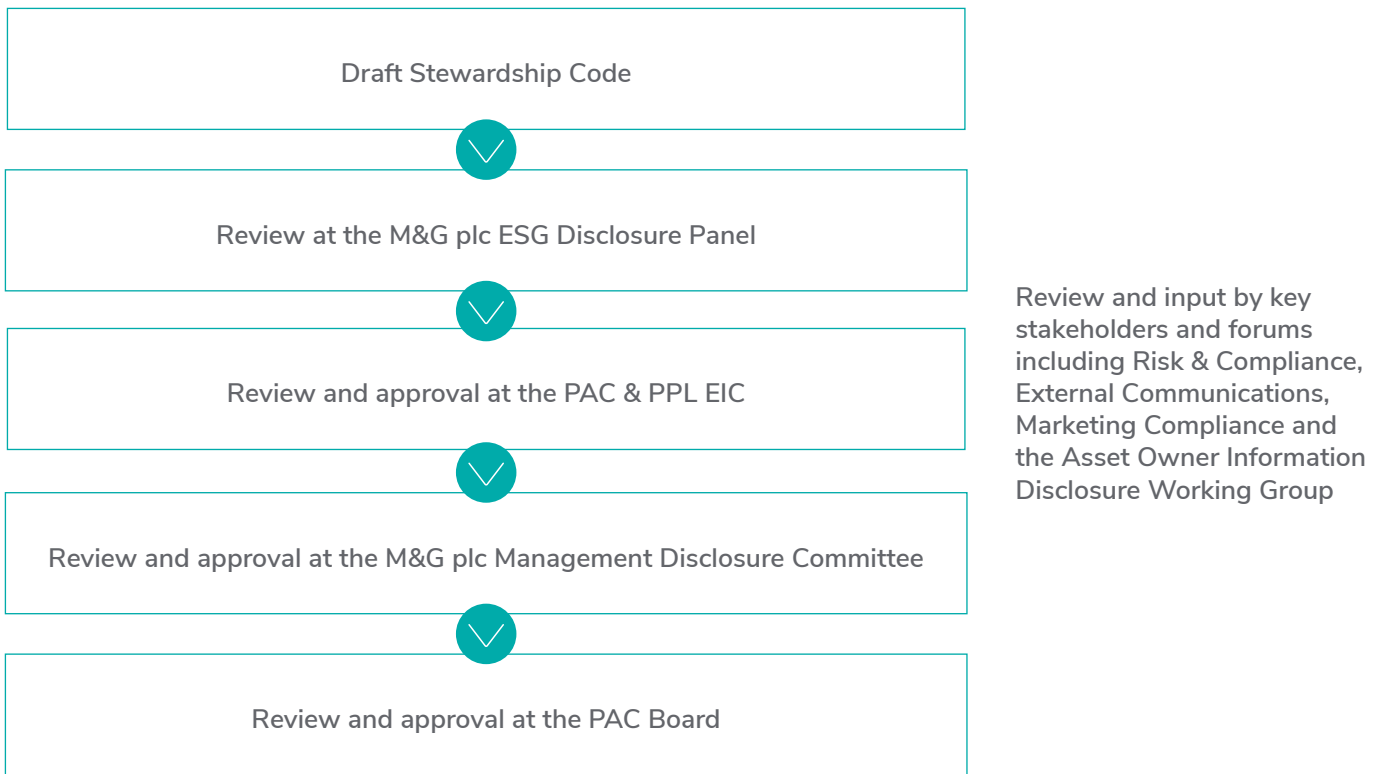 Draft Stewardship Code
Review at the M&G plc ESG Disclosure Panel
Review and approval at the PAC & PPL EIC
Review and approval at the M&G plc Management Disclosure Committee
Review and approval at the PAC Board
Review and input by key
stakeholders and forums
including Risk & Compliance,
External Communications,
Marketing Compliance and
the Asset Owner Information
Disclosure Working Group